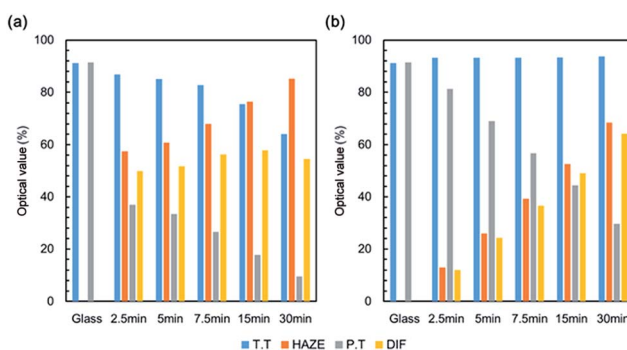 (a)
Optical value (%)
100
80
60
40
20
0
Glass 2.5min 5min 7.5min 15min 30min
(b)
Optical value (%)
100
80
60
40
20
0
Glass 2.5min 5min 7.5min 15min 30min
T.T HAZE P.T DIF